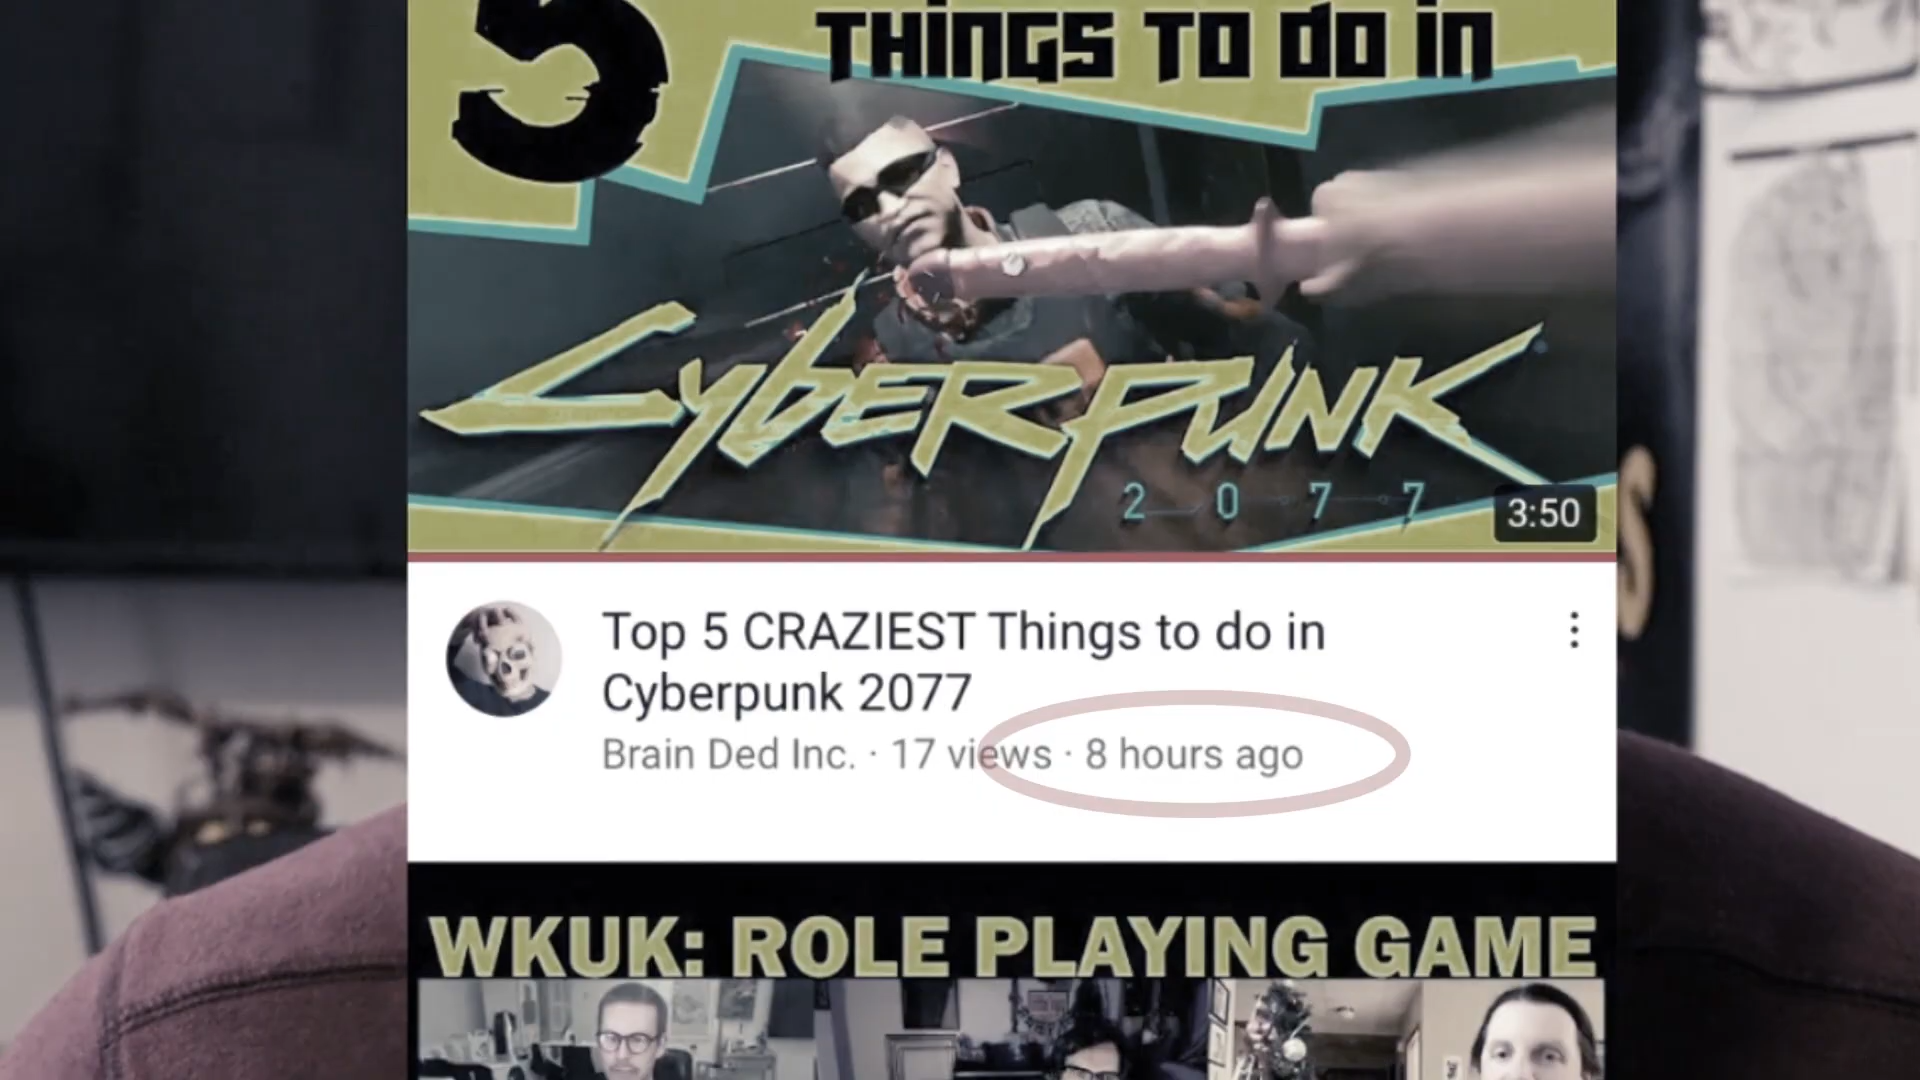 5
THINGS TO DO IN
CYBERPUNK
2077
3:50
Top 5 CRAZIEST Things to do in
Cyberpunk 2077
Brain Ded Inc. · 17 views · 8 hours ago
WKUK: ROLE PLAYING GAME